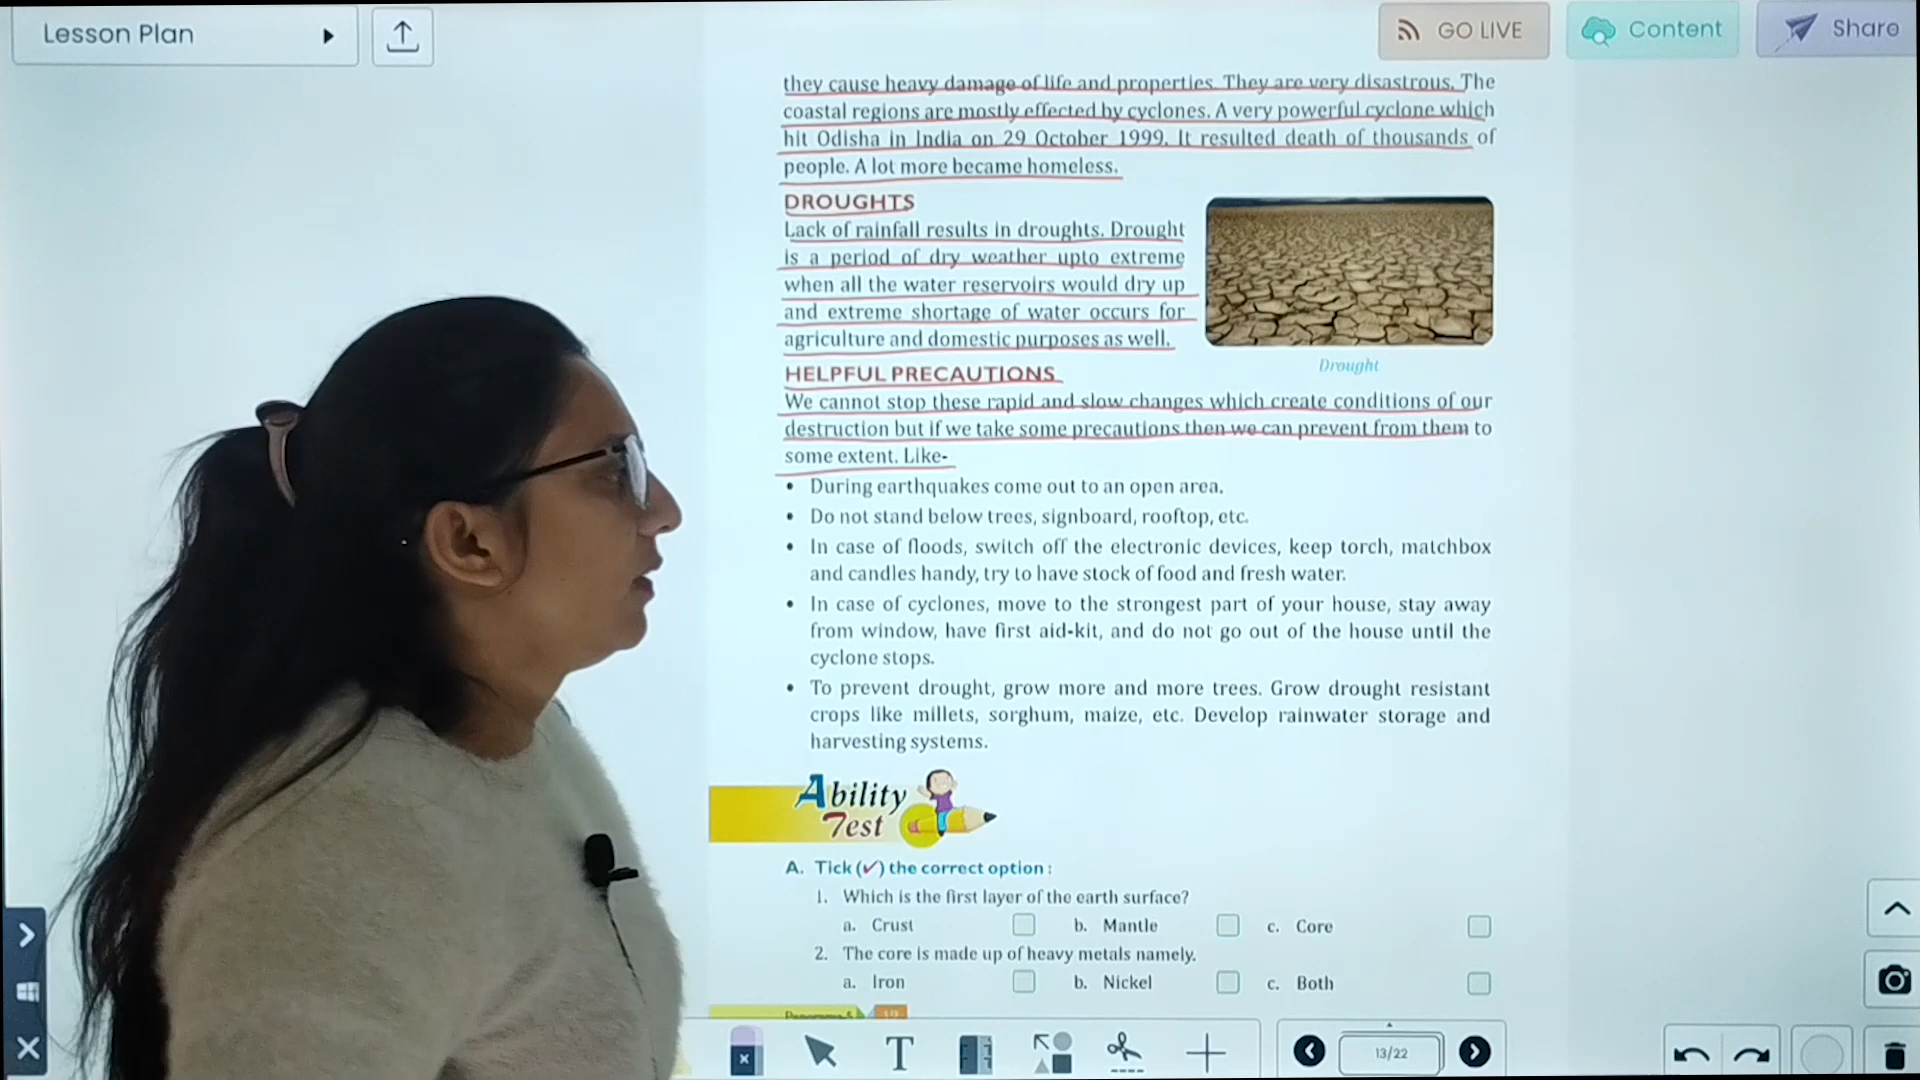 Lesson Plan
GO LIVE
Content
Share
they cause heavy damage of life and properties. They are very disastrous. The
coastal regions are mostly effected by cyclones. A very powerful cyclone which
hit Odisha in India on 29 October 1999. It resulted death of thousands of
people. A lot more became homeless.
DROUGHTS
Lack of rainfall results in droughts. Drought
is a period of dry weather upto extreme
when all the water reservoirs would dry up
and extreme shortage of water occurs for
agriculture and domestic purposes as well.
Drought
HELPFUL PRECAUTIONS
We cannot stop these rapid and slow changes which create conditions of our
destruction but if we take some precautions then we can prevent from them to
some extent. Like-
• During earthquakes come out to an open area.
• Do not stand below trees, signboard, rooftop, etc.
• In case of floods, switch off the electronic devices, keep torch, matchbox
and candles handy, try to have stock of food and fresh water.
• In case of cyclones, move to the strongest part of your house, stay away
from window, have first aid-kit, and do not go out of the house until the
cyclone stops.
• To prevent drought, grow more and more trees. Grow drought resistant
crops like millets, sorghum, maize, etc. Develop rainwater storage and
harvesting systems.
Ability
Test
A. Tick (✓) the correct option :
1. Which is the first layer of the earth surface?
a. Crust b. Mantle c. Core
2. The core is made up of heavy metals namely.
a. Iron b. Nickel c. Both
T
13/22